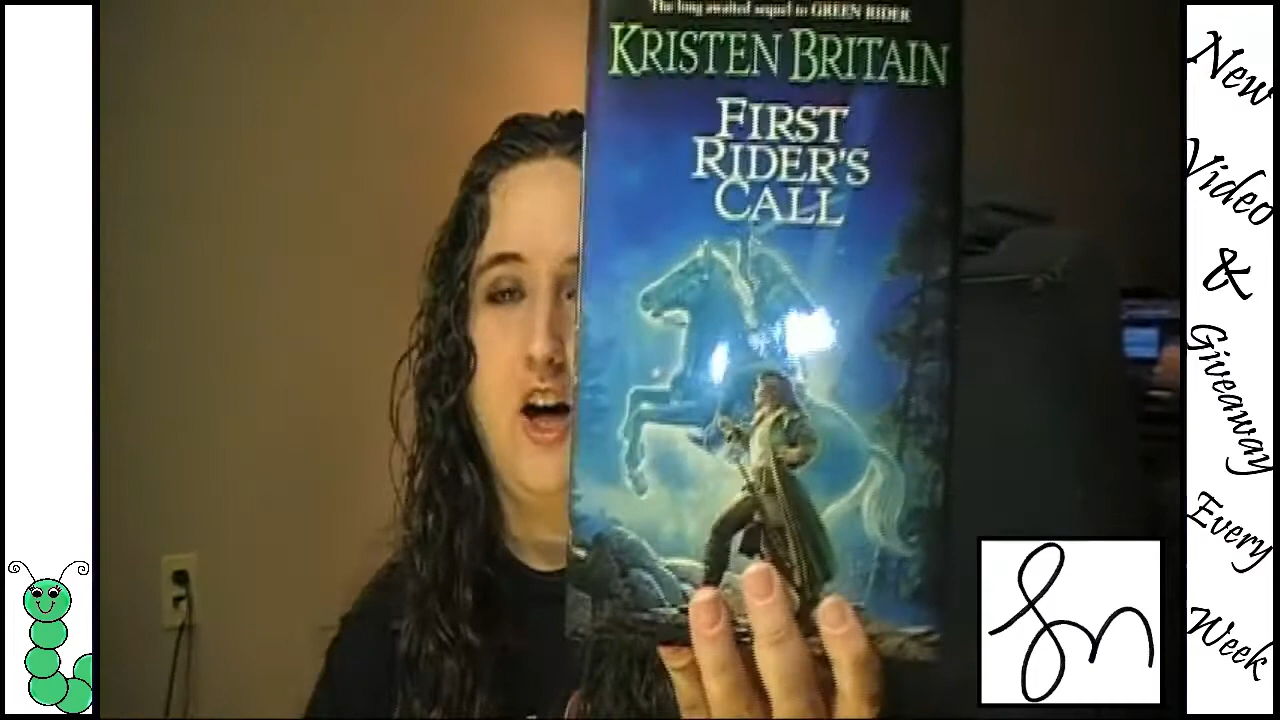 The long awaited sequel to GREEN RIDER
KRISTEN BRITAIN
FIRST
RIDER'S
CALL
New
Video
&
Giveaway
Every
Week